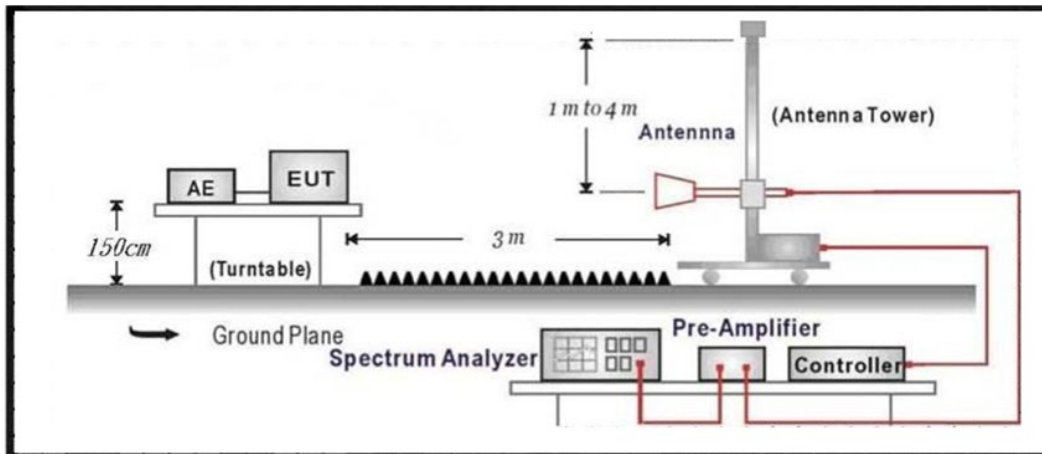 1 m to 4 m
(Antenna Tower)
Antennna
AE
EUT
150cm
3 m
(Turntable)
Ground Plane
Pre-Amplifier
Spectrum Analyzer
Controller